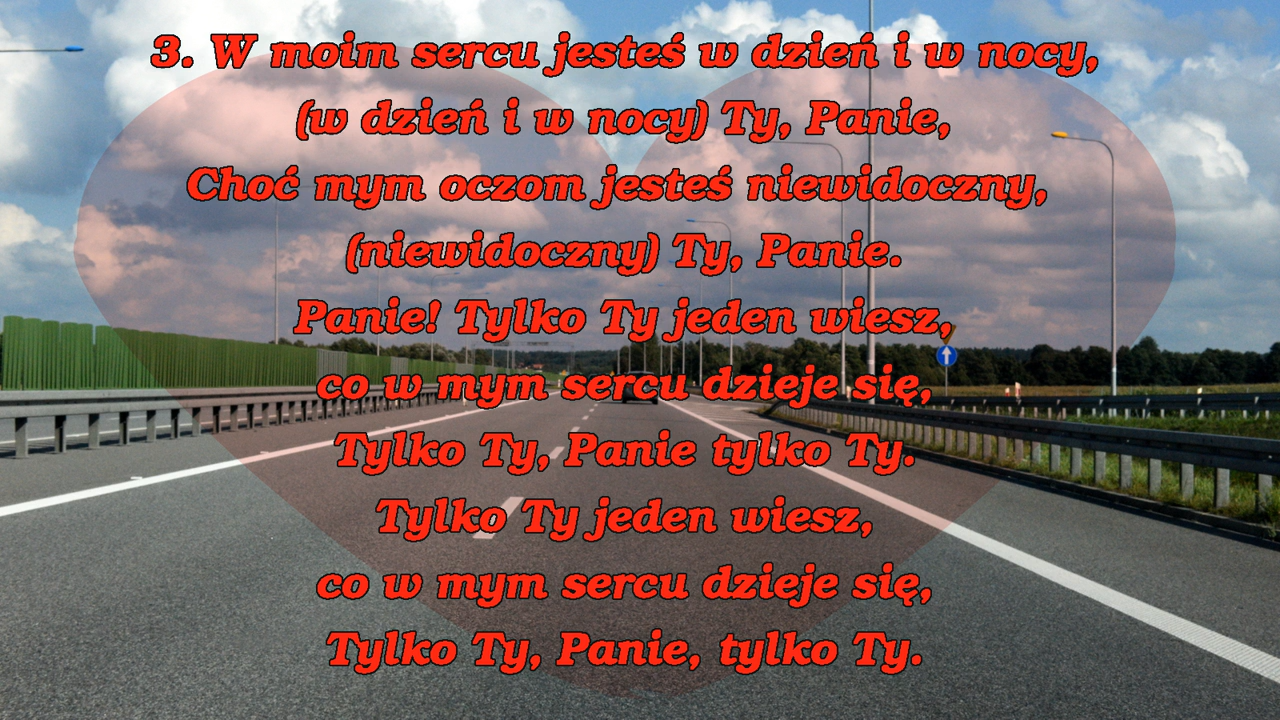 3. W moim sercu jesteś w dzień i w nocy,
(w dzień i w nocy) Ty, Panie,
Choć mym oczom jesteś niewidoczny,
(niewidoczny) Ty, Panie.
Panie! Tylko Ty jeden wiesz,
co w mym sercu dzieje się,
Tylko Ty, Panie tylko Ty.
Tylko Ty jeden wiesz,
co w mym sercu dzieje się,
Tylko Ty, Panie, tylko Ty.